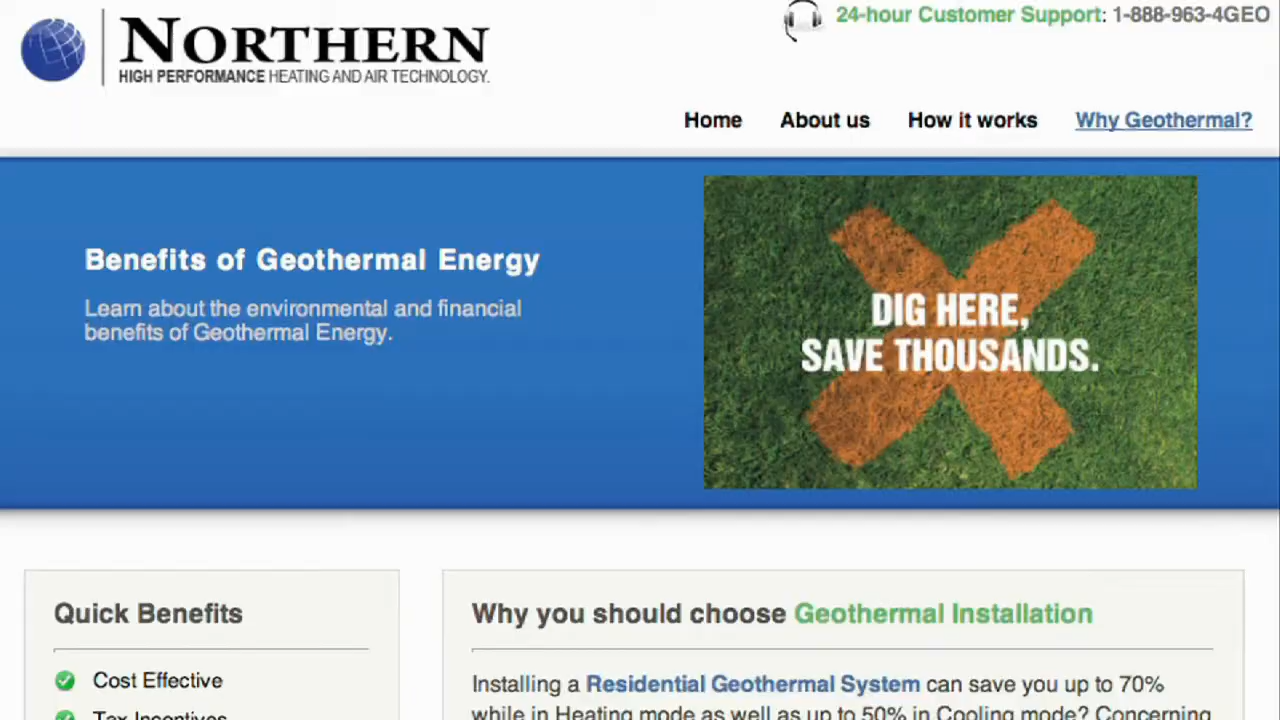 24-hour Customer Support: 1-888-963-4GEO
NORTHERN
HIGH PERFORMANCE HEATING AND AIR TECHNOLOGY.
Home About us How it works Why Geothermal?
Benefits of Geothermal Energy
Learn about the environmental and financial
benefits of Geothermal Energy.
DIG HERE,
SAVE THOUSANDS.
Quick Benefits
Cost Effective
Tax Incentives
Why you should choose Geothermal Installation
Installing a Residential Geothermal System can save you up to 70%
while in Heating mode as well as up to 50% in Cooling mode? Concerning